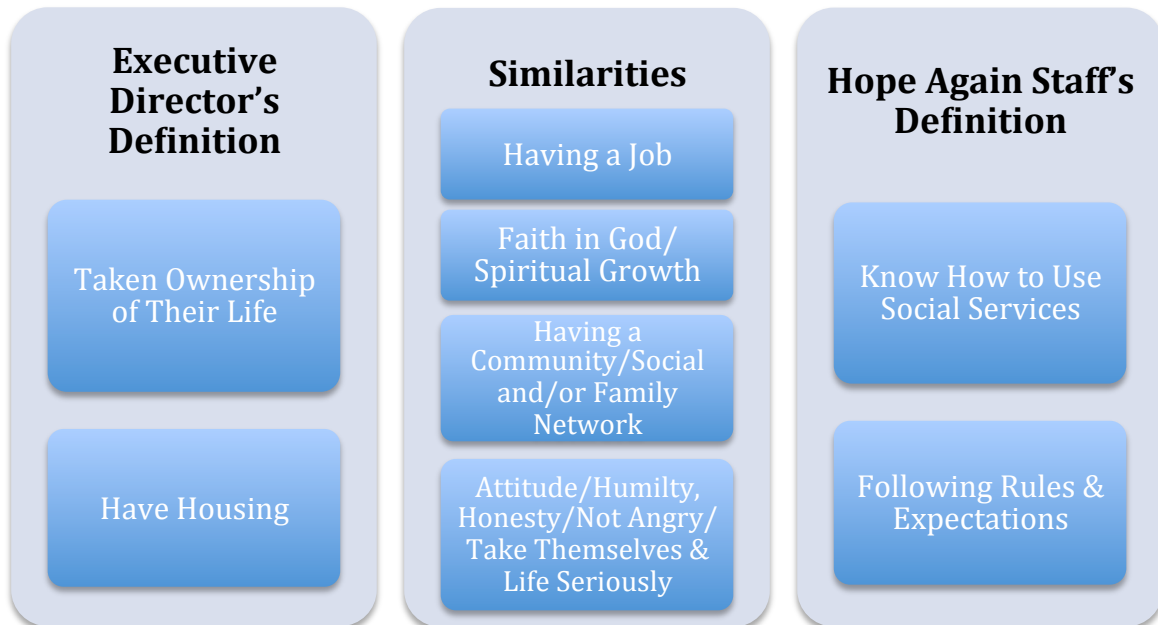 Executive
Director’s
Definition
Taken Ownership
of Their Life
Have Housing
Similarities
Having a Job
Faith in God/
Spiritual Growth
Having a
Community/Social
and/or Family
Network
Attitude/Humilty,
Honesty/Not Angry/
Take Themselves &
Life Seriously
Hope Again Staff’s
Definition
Know How to Use
Social Services
Following Rules &
Expectations